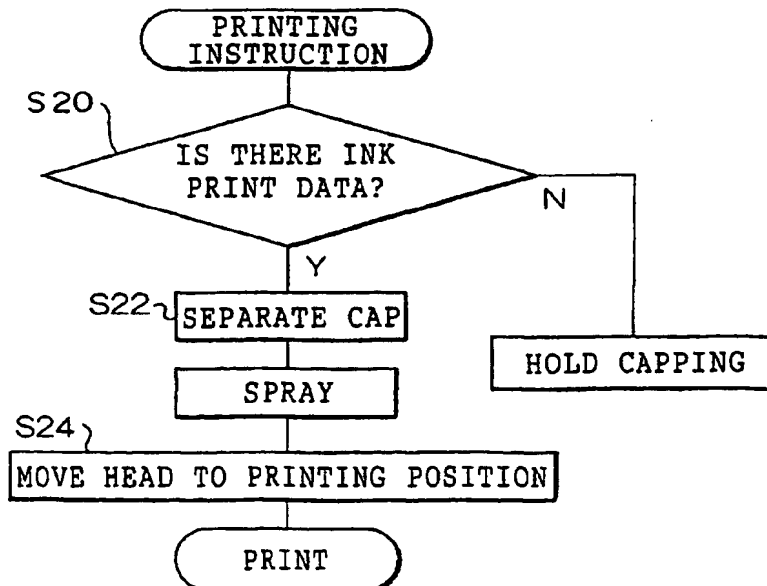 PRINTING
INSTRUCTION
S20
IS THERE INK
PRINT DATA?
N
Y
S22
SEPARATE CAP
HOLD CAPPING
SPRAY
S24
MOVE HEAD TO PRINTING POSITION
PRINT